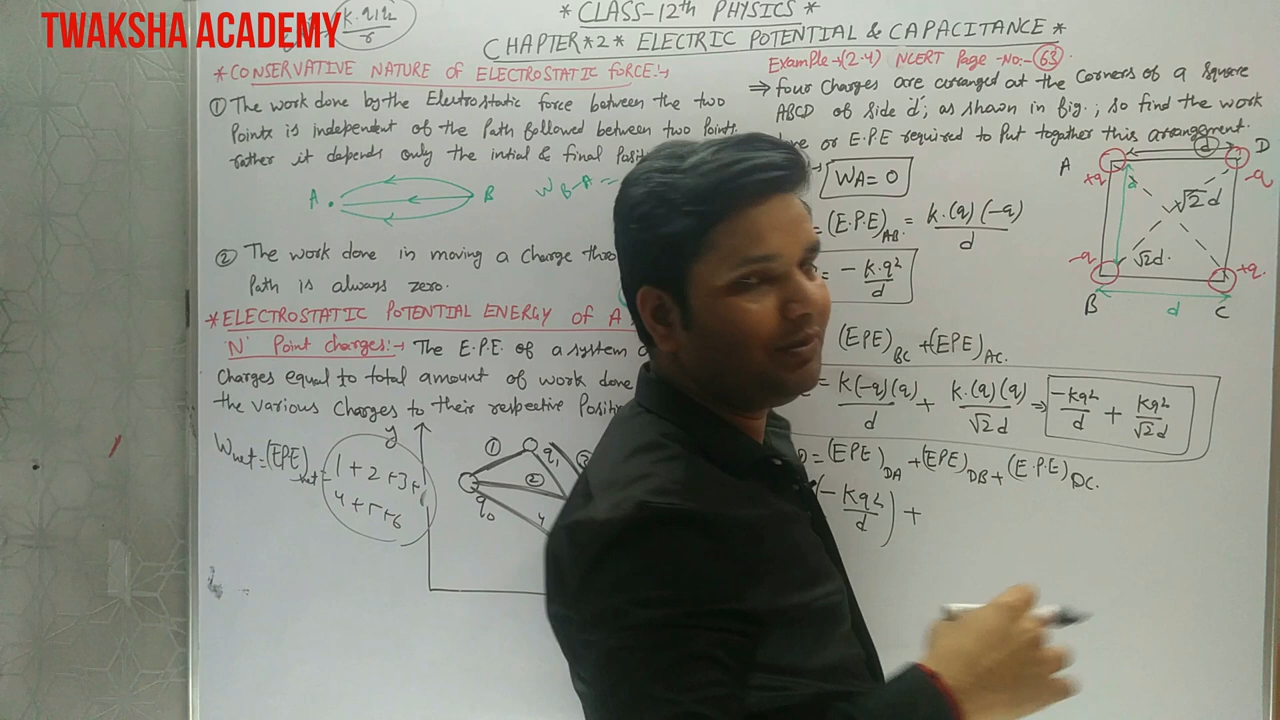 TWAKSHA ACADEMY
k.q1q2
r
* CLASS-12th PHYSICS *
CHAPTER*2* ELECTRIC POTENTIAL & CAPACITANCE *
*CONSERVATIVE NATURE of ELECTROSTATIC forCE:-
① The work done by the Electrostatic force between the two
Points is independent of the Path followed between two Points.
rather it depends only the intial & final
A B W B-A =
② The work done in moving a Charge
Path is always zero.
*ELECTROSTATIC POTENTIAL ENERGY of A
'N' Point charges:- The E.P.E. of a system
Charges equal to total amount of work done
the various Charges to their respective
Wnet = (EPE)net = 1+2+3+
4+5+6
y
① q1
②
q0 4
Example→(2.4) NCERT Page-No:- 63
⇒ four Charges are arranged at the Corners of a square
ABCD of side 'd', as shown in fig., so find the work
or E.P.E required to Put together this arrangement.
WA = 0
= (E.P.E)AB = k.(q)(-q)
d
= - k.q²
d
(EPE)BC + (EPE)AC.
= k(-q)(q) + k.(q)(q) ⇒ -kq² + kq²
d √2d d √2d
= (EPE)DA + (EPE)DB + (E.P.E)DC.
(- kq²) +
d
A d D
+q -q
d √2d
√2d.
-q +q
B d C